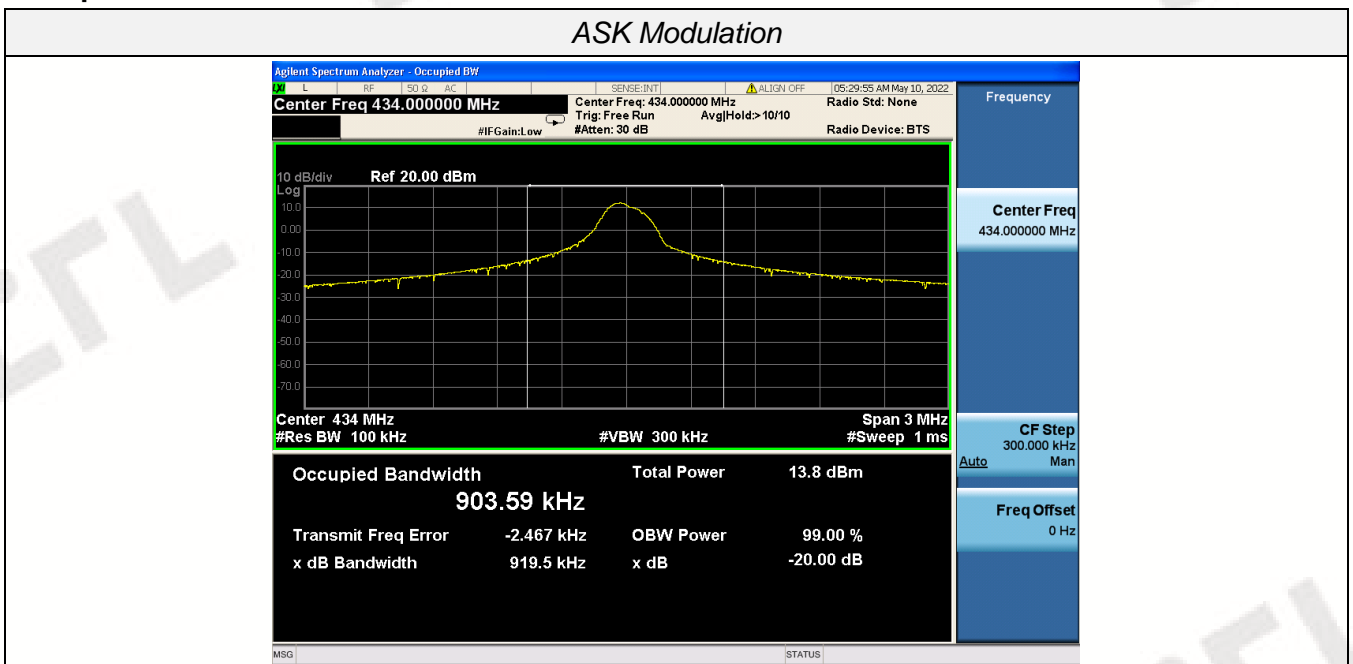 ASK Modulation
Agilent Spectrum Analyzer - Occupied BW
LXI L RF 50 Ω AC SENSE:INT ALIGN OFF 05:29:55 AM May 10, 2022
Center Freq 434.000000 MHz
Center Freq: 434.000000 MHz Radio Std: None
Trig: Free Run Avg|Hold:>10/10
#IFGain:Low #Atten: 30 dB Radio Device: BTS
10 dB/div Ref 20.00 dBm
Log
10.0
0.00
-10.0
-20.0
-30.0
-40.0
-50.0
-60.0
-70.0
Center 434 MHz Span 3 MHz
#Res BW 100 kHz #VBW 300 kHz #Sweep 1 ms
Occupied Bandwidth Total Power 13.8 dBm
903.59 kHz
Transmit Freq Error -2.467 kHz OBW Power 99.00 %
x dB Bandwidth 919.5 kHz x dB -20.00 dB
MSG STATUS
Frequency
Center Freq
434.000000 MHz
CF Step
300.000 kHz
Auto Man
Freq Offset
0 Hz